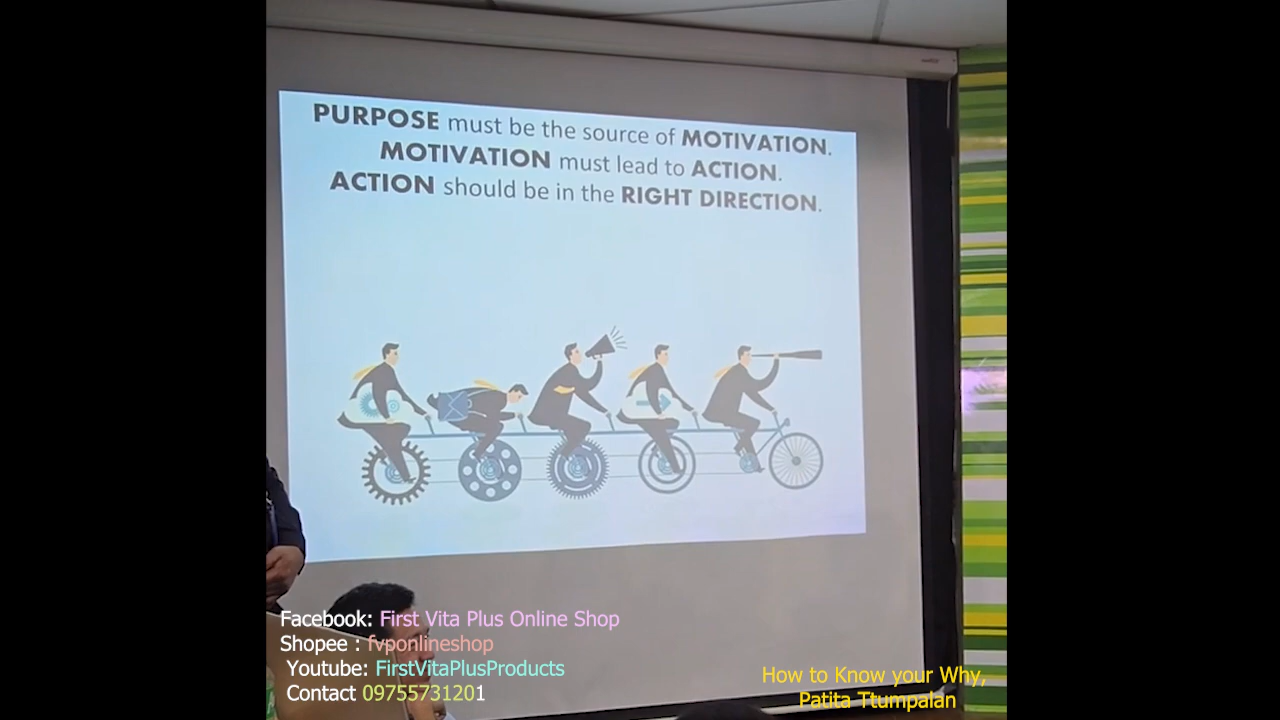 PURPOSE must be the source of MOTIVATION.
MOTIVATION must lead to ACTION.
ACTION should be in the RIGHT DIRECTION.
Facebook: First Vita Plus Online Shop
Shopee : fvponlineshop
Youtube: FirstVitaPlusProducts
Contact 09755731201
How to Know your Why,
Patita Ttumpalan